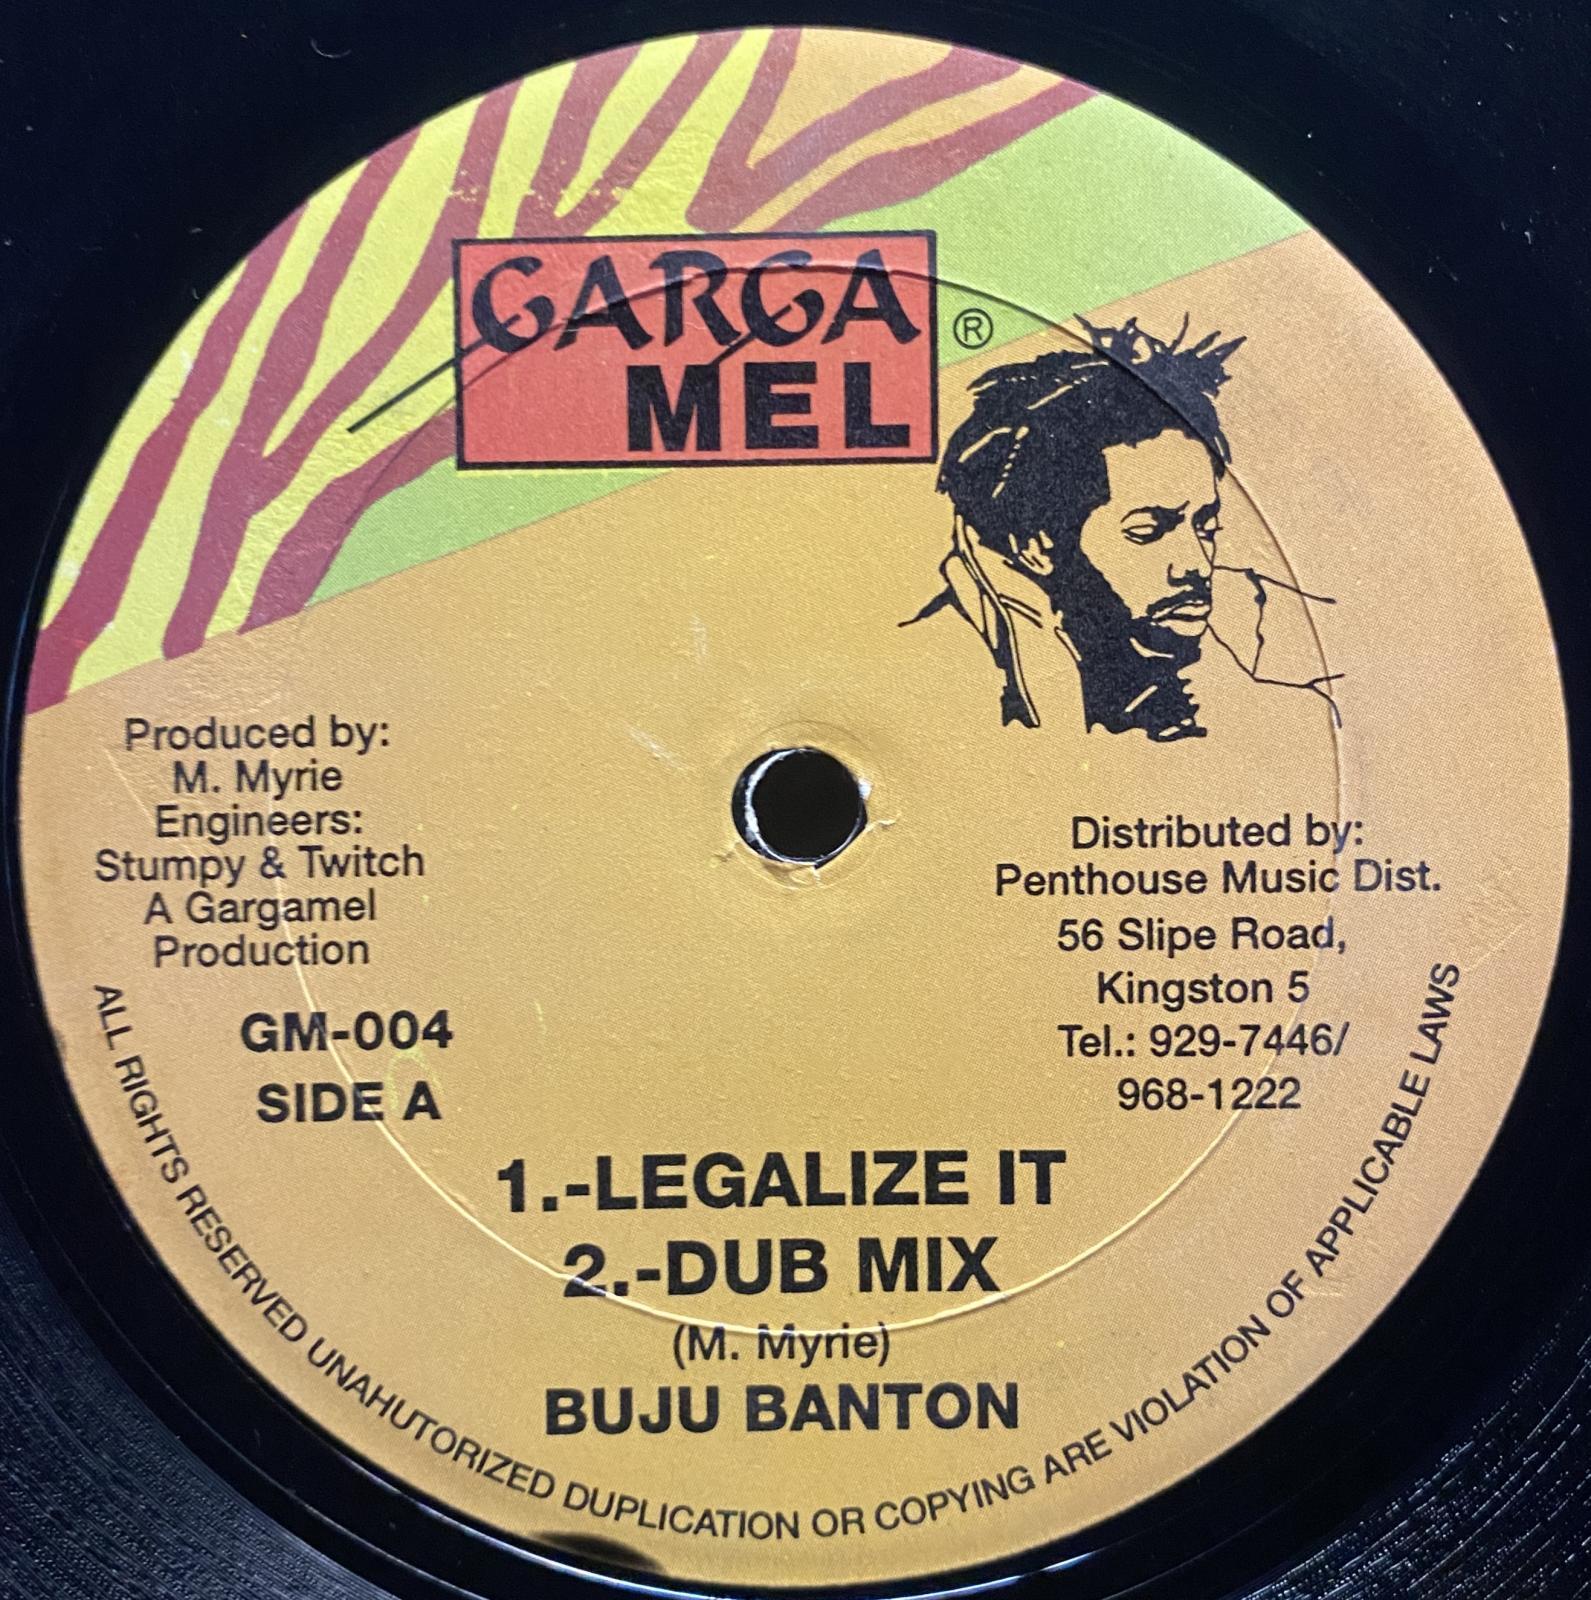 GARGA
MEL
®
Produced by:
M. Myrie
Engineers:
Stumpy & Twitch
A Gargamel
Production
GM-004
SIDE A
Distributed by:
Penthouse Music Dist.
56 Slipe Road,
Kingston 5
Tel.: 929-7446/
968-1222
1.-LEGALIZE IT
2.-DUB MIX
(M. Myrie)
BUJU BANTON
ALL RIGHTS RESERVED UNAHUTORIZED DUPLICATION OR COPYING ARE VIOLATION OF APPLICABLE LAWS